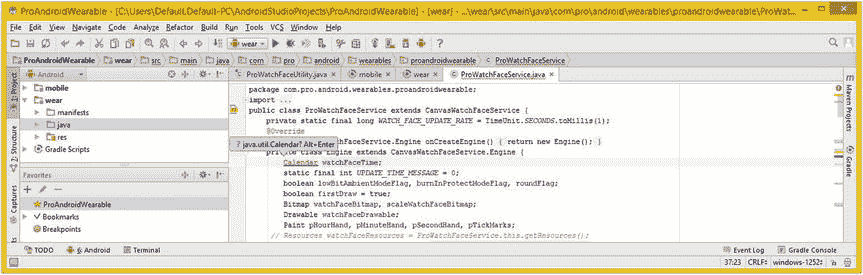 ProAndroidWearable - [C:\Users\Default.Default-PC\AndroidStudioProjects\ProAndroidWearable] - [wear] - ...\wear\src\main\java\com\pro\android\wearables\proandroidwearable\ProWat...
File Edit View Navigate Code Analyze Refactor Build Run Tools VCS Window Help
wear
ProAndroidWearable wear src main java com pro android wearables proandroidwearable ProWatchFaceService
Android
ProWatchFaceUtility.java mobile wear ProWatchFaceService.java
mobile
wear
manifests
java
res
Gradle Scripts
Favorites
ProAndroidWearable
Bookmarks
Breakpoints
1: Project
Z: Structure
Captures
package com.pro.android.wearables.proandroidwearable;
import ...
public class ProWatchFaceService extends CanvasWatchFaceService {
private static final long WATCH_FACE_UPDATE_RATE = TimeUnit.SECONDS.toMillis(1);
@Override
? java.util.Calendar? Alt+Enter
WatchFaceService.Engine onCreateEngine() { return new Engine(); }
private class Engine extends CanvasWatchFaceService.Engine {
Calendar watchFaceTime;
static final int UPDATE_TIME_MESSAGE = 0;
boolean lowBitAmbientModeFlag, burnInProtectModeFlag, roundFlag;
boolean firstDraw = true;
Bitmap watchFaceBitmap, scaleWatchFaceBitmap;
Drawable watchFaceDrawable;
Paint pHourHand, pMinuteHand, pSecondHand, pTickMarks;
// Resources watchFaceResources = ProWatchFaceService.this.getResources();
Maven Projects
Gradle
TODO 6: Android Terminal
Event Log Gradle Console
37:23 CRLF windows-1252